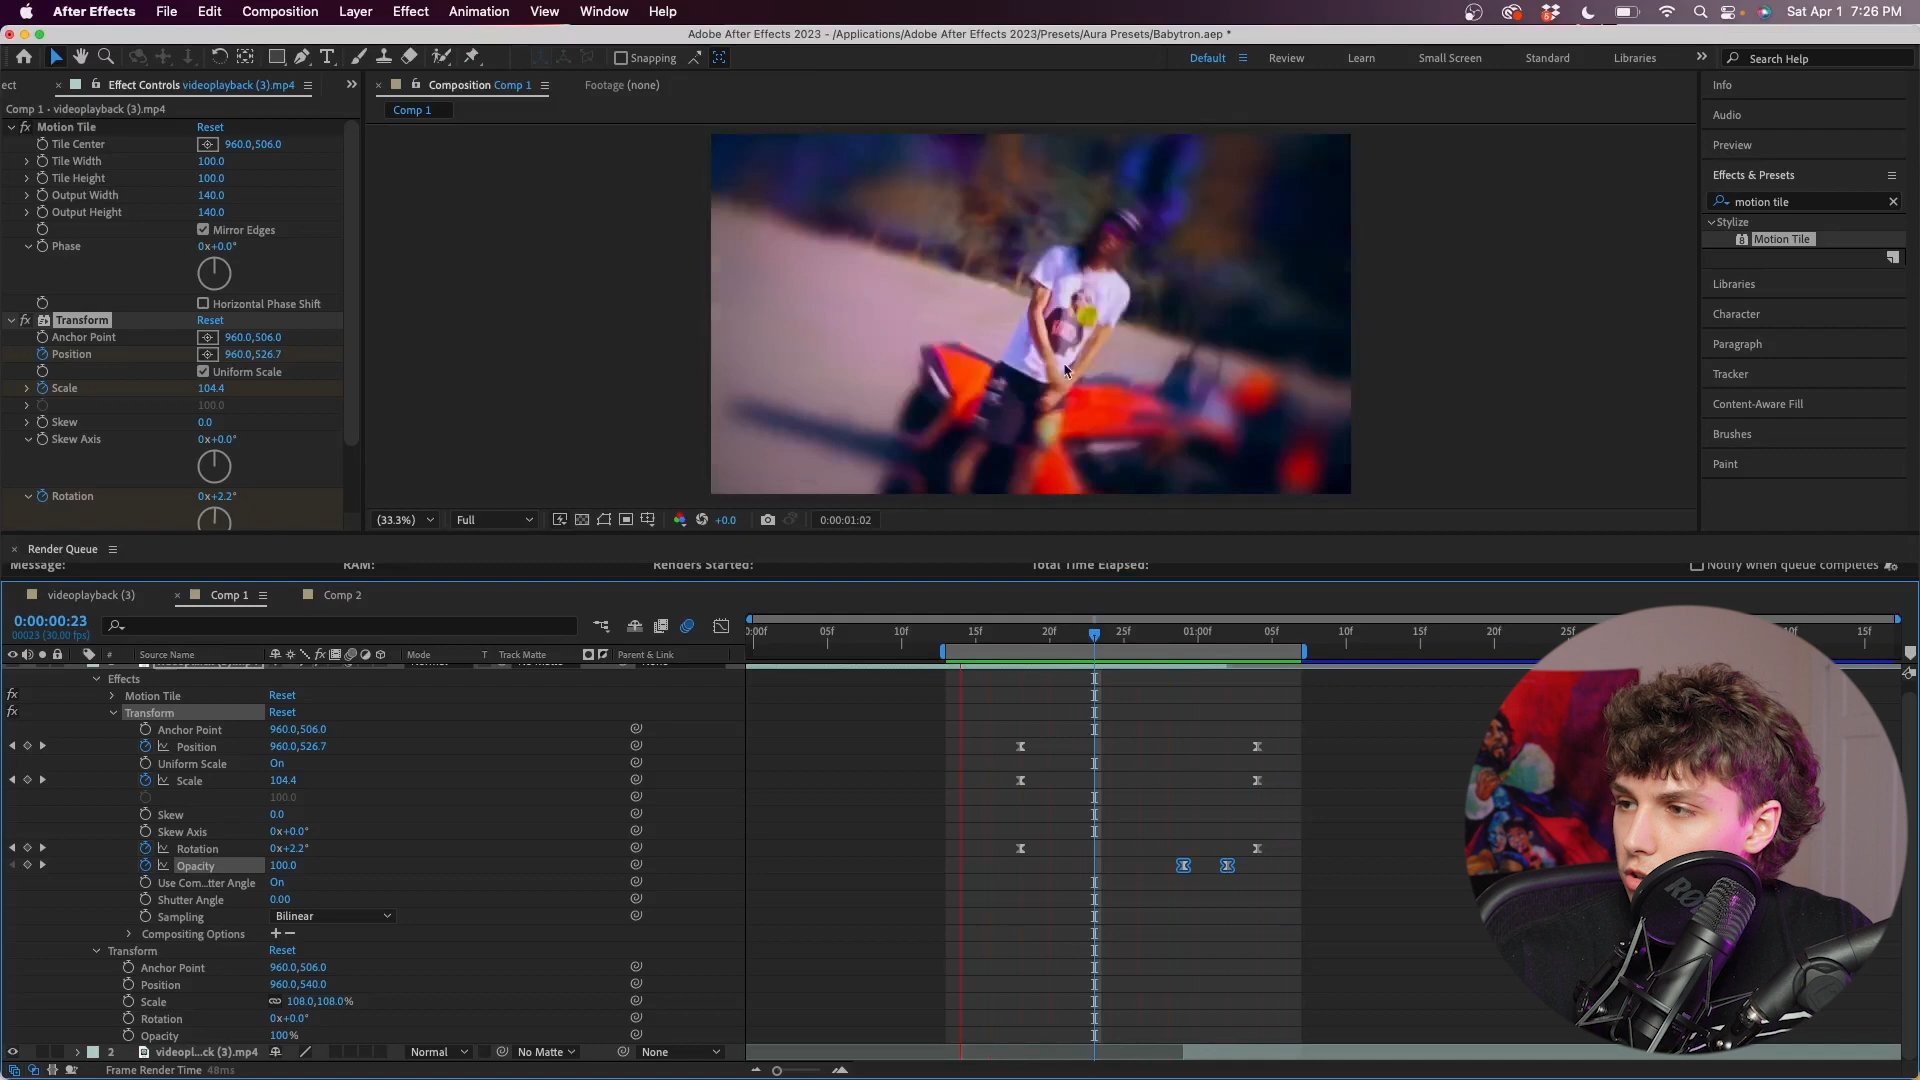 After Effects File Edit Composition Layer Effect Animation View Window Help Sat Apr 1 7:26 PM
Adobe After Effects 2023 - /Applications/Adobe After Effects 2023/Presets/Aura Presets/Babytron.aep *
Snapping Default Review Learn Small Screen Standard Libraries Search Help
ect Effect Controls videoplayback (3).mp4 Composition Comp 1 Footage (none) Info
Comp 1 • videoplayback (3).mp4 Comp 1
Audio
Motion Tile Reset
Tile Center 960.0,506.0 Preview
Tile Width 100.0
Tile Height 100.0 Effects & Presets
Output Width 140.0 motion tile
Output Height 140.0
Mirror Edges Stylize
Phase 0x+0.0° Motion Tile
Libraries
Horizontal Phase Shift Character
Transform Reset
Anchor Point 960.0,506.0 Paragraph
Position 960.0,526.7
Uniform Scale Tracker
Scale 104.4
100.0 Content-Aware Fill
Skew 0.0 Brushes
Skew Axis 0x+0.0°
Paint
Rotation 0x+2.2°
(33.3%) Full +0.0 0:00:01:02
Render Queue
Message: RAM: Renders Started: Total Time Elapsed: Notify when queue completes
videoplayback (3) Comp 1 Comp 2
0:00:00:23
00023 (30.00 fps)
:00f 05f 10f 15f 20f 25f 01:00f 05f 10f 15f 20f 25f 10f 15f
# Source Name Mode T Track Matte Parent & Link
Effects
fx Motion Tile Reset
fx Transform Reset
Anchor Point 960.0,506.0
Position 960.0,526.7
Uniform Scale On
Scale 104.4
100.0
Skew 0.0
Skew Axis 0x+0.0°
Rotation 0x+2.2°
Opacity 100.0
Use Com...tter Angle On
Shutter Angle 0.00
Sampling Bilinear
Compositing Options + −
Transform Reset
Anchor Point 960.0,506.0
Position 960.0,540.0
Scale 108.0,108.0%
Rotation 0x+0.0°
Opacity 100%
2 videopl...ck (3).mp4 Normal No Matte None
Frame Render Time 48ms